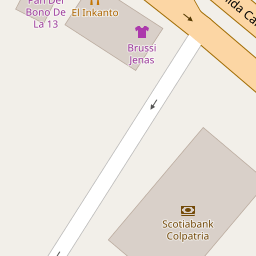 Pan Del
Bono De
La 13
El Inkanto
Brussi
Jenas
Scotiabank
Colpatria